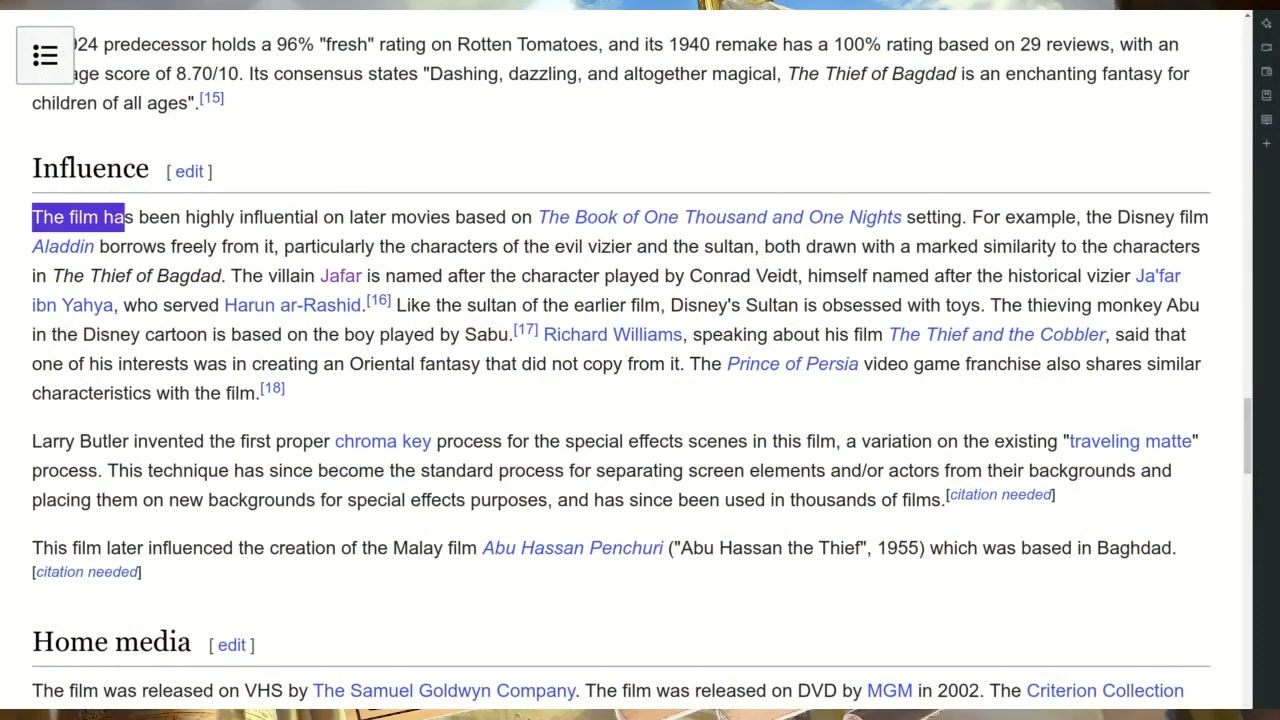 924 predecessor holds a 96% "fresh" rating on Rotten Tomatoes, and its 1940 remake has a 100% rating based on 29 reviews, with an
age score of 8.70/10. Its consensus states "Dashing, dazzling, and altogether magical, The Thief of Bagdad is an enchanting fantasy for
children of all ages".[15]
Influence [ edit ]
The film has been highly influential on later movies based on The Book of One Thousand and One Nights setting. For example, the Disney film
Aladdin borrows freely from it, particularly the characters of the evil vizier and the sultan, both drawn with a marked similarity to the characters
in The Thief of Bagdad. The villain Jafar is named after the character played by Conrad Veidt, himself named after the historical vizier Ja'far
ibn Yahya, who served Harun ar-Rashid.[16] Like the sultan of the earlier film, Disney's Sultan is obsessed with toys. The thieving monkey Abu
in the Disney cartoon is based on the boy played by Sabu.[17] Richard Williams, speaking about his film The Thief and the Cobbler, said that
one of his interests was in creating an Oriental fantasy that did not copy from it. The Prince of Persia video game franchise also shares similar
characteristics with the film.[18]
Larry Butler invented the first proper chroma key process for the special effects scenes in this film, a variation on the existing "traveling matte"
process. This technique has since become the standard process for separating screen elements and/or actors from their backgrounds and
placing them on new backgrounds for special effects purposes, and has since been used in thousands of films.[citation needed]
This film later influenced the creation of the Malay film Abu Hassan Penchuri ("Abu Hassan the Thief", 1955) which was based in Baghdad.
[citation needed]
Home media [ edit ]
The film was released on VHS by The Samuel Goldwyn Company. The film was released on DVD by MGM in 2002. The Criterion Collection